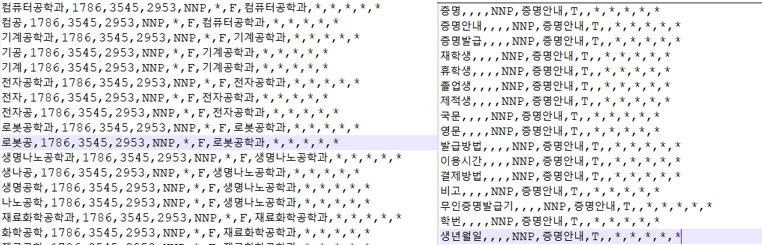 컴퓨터공학과,1786,3545,2953,NNP,*,F,컴퓨터공학과,*,*,*,*,*
컴공,1786,3545,2953,NNP,*,F,컴퓨터공학과,*,*,*,*,*
기계공학과,1786,3545,2953,NNP,*,F,기계공학과,*,*,*,*,*
기공,1786,3545,2953,NNP,*,F,기계공학과,*,*,*,*,*
기계,1786,3545,2953,NNP,*,F,기계공학과,*,*,*,*,*
전자공학과,1786,3545,2953,NNP,*,F,전자공학과,*,*,*,*,*
전자,1786,3545,2953,NNP,*,F,전자공학과,*,*,*,*,*
전자공,1786,3545,2953,NNP,*,F,전자공학과,*,*,*,*,*
로봇공학과,1786,3545,2953,NNP,*,F,로봇공학과,*,*,*,*,*
로봇공,1786,3545,2953,NNP,*,F,로봇공학과,*,*,*,*,*
생명나노공학과,1786,3545,2953,NNP,*,F,생명나노공학과,*,*,*,*,*
생나공,1786,3545,2953,NNP,*,F,생명나노공학과,*,*,*,*,*
생명공학,1786,3545,2953,NNP,*,F,생명나노공학과,*,*,*,*,*
나노공학,1786,3545,2953,NNP,*,F,생명나노공학과,*,*,*,*,*
재료화학공학과,1786,3545,2953,NNP,*,F,재료화학공학과,*,*,*,*,*
화학공학,1786,3545,2953,NNP,*,F,재료화학공학과,*,*,*,*,*
증명,,,,NNP,증명안내,T,,*,*,*,*,*
증명안내,,,,NNP,증명안내,T,,*,*,*,*,*
증명발급,,,,NNP,증명안내,T,,*,*,*,*,*
재학생,,,,NNP,증명안내,T,,*,*,*,*,*
휴학생,,,,NNP,증명안내,T,,*,*,*,*,*
졸업생,,,,NNP,증명안내,T,,*,*,*,*,*
제적생,,,,NNP,증명안내,T,,*,*,*,*,*
국문,,,,NNP,증명안내,T,,*,*,*,*,*
영문,,,,NNP,증명안내,T,,*,*,*,*,*
발급방법,,,,NNP,증명안내,T,,*,*,*,*,*
이용시간,,,,NNP,증명안내,T,,*,*,*,*,*
결제방법,,,,NNP,증명안내,T,,*,*,*,*,*
비고,,,,NNP,증명안내,T,,*,*,*,*,*
무인증명발급기,,,,NNP,증명안내,T,,*,*,*,*,*
학번,,,,NNP,증명안내,T,,*,*,*,*,*
생년월일,,,,NNP,증명안내,T,,*,*,*,*,*